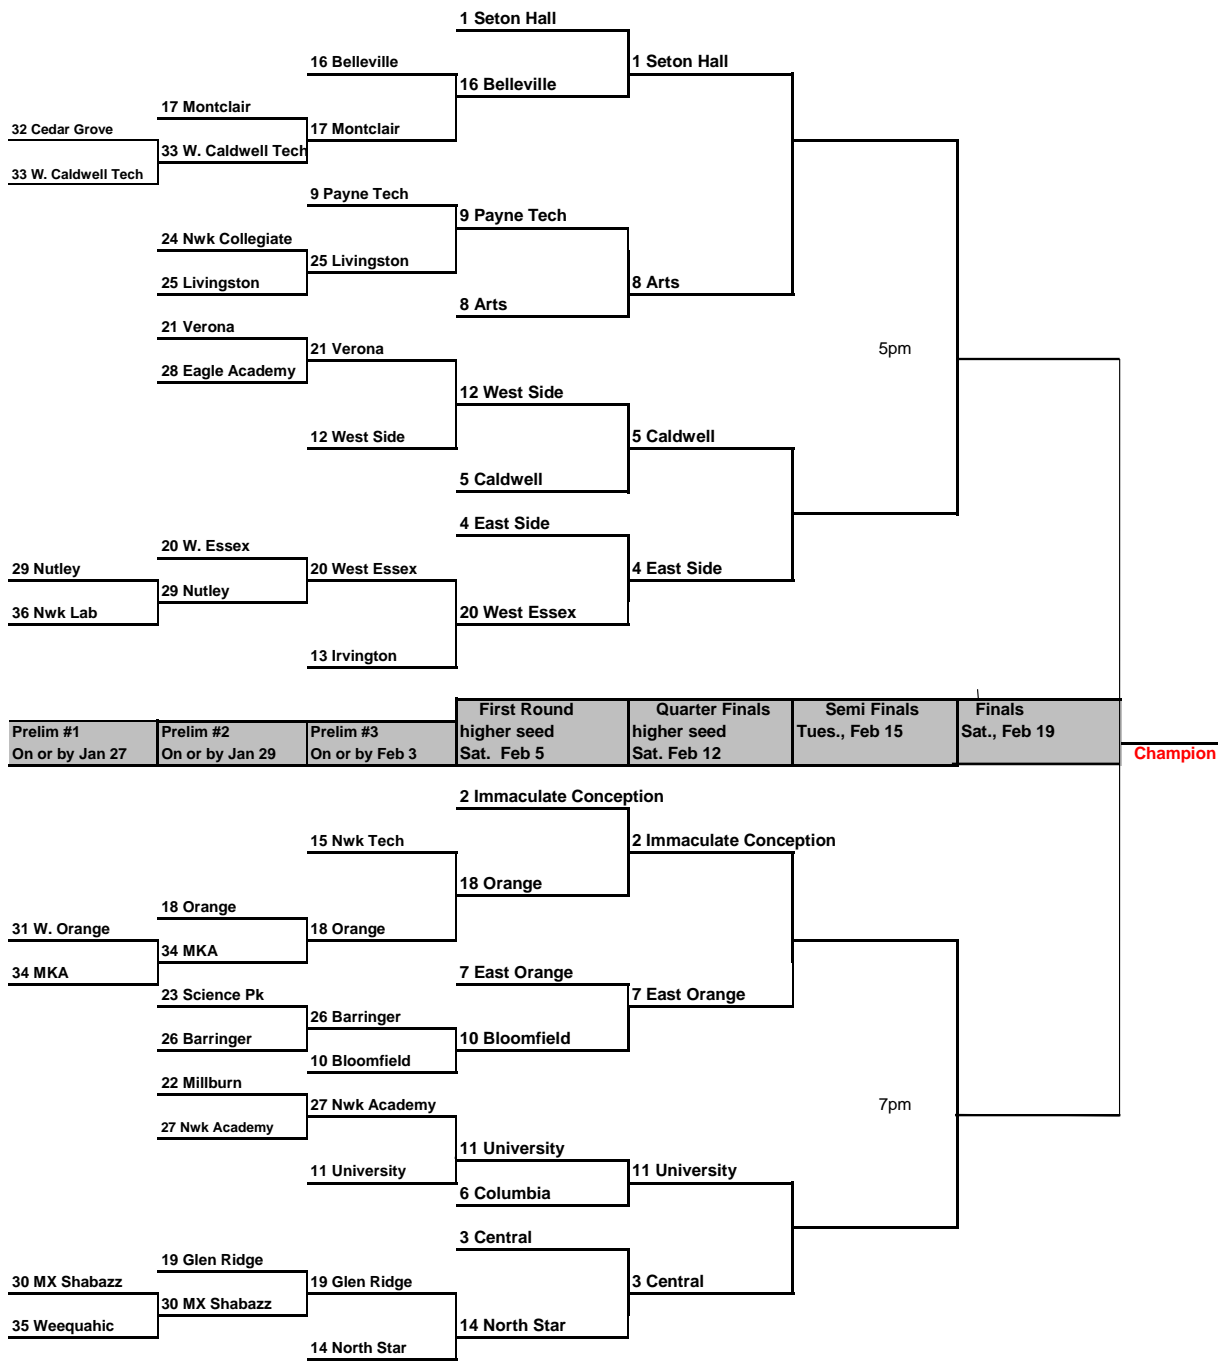 1 Seton Hall
16 Belleville
1 Seton Hall
16 Belleville
17 Montclair
32 Cedar Grove
17 Montclair
33 W. Caldwell Tech
33 W. Caldwell Tech
9 Payne Tech
9 Payne Tech
24 Nwk Collegiate
25 Livingston
25 Livingston
8 Arts
8 Arts
21 Verona
21 Verona
5pm
28 Eagle Academy
12 West Side
12 West Side
5 Caldwell
5 Caldwell
4 East Side
20 W. Essex
29 Nutley
20 West Essex
4 East Side
29 Nutley
36 Nwk Lab
20 West Essex
13 Irvington
First Round
Quarter Finals
Semi Finals
Finals
Prelim #1
Prelim #2
Prelim #3
higher seed
higher seed
Tues., Feb 15
Sat., Feb 19
On or by Jan 27
On or by Jan 29
On or by Feb 3
Sat. Feb 5
Sat. Feb 12
Champion
2 Immaculate Conception
15 Nwk Tech
2 Immaculate Conception
18 Orange
18 Orange
31 W. Orange
18 Orange
34 MKA
34 MKA
7 East Orange
23 Science Pk
7 East Orange
26 Barringer
26 Barringer
10 Bloomfield
10 Bloomfield
22 Millburn
27 Nwk Academy
7pm
27 Nwk Academy
11 University
11 University
11 University
6 Columbia
3 Central
19 Glen Ridge
30 MX Shabazz
19 Glen Ridge
3 Central
30 MX Shabazz
35 Weequahic
14 North Star
14 North Star